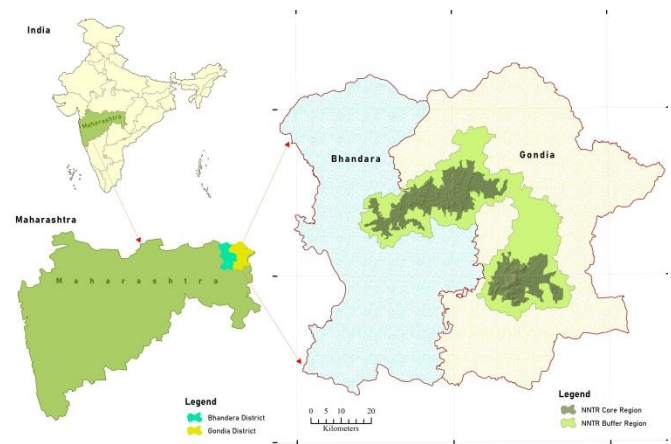 India
Maharashtra
Maharashtra
Maharashtra
Legend
Bhandara District
Gondia District
Bhandara
Gondia
0 5 10 20
Kilometers
Legend
NNTR Core Region
NNTR Buffer Region